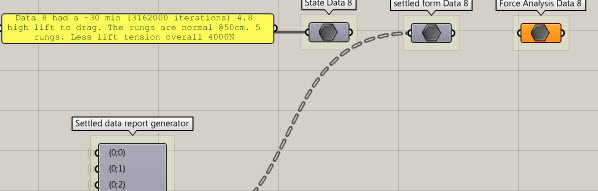 State Data 8
settled form Data 8
Force Analysis Data 8
Data 8 had a ~30 min (3162000 iterations) 4.8
high lift to drag. The rungs are normal @50cm. 5
rungs. Less lift tension overall 4000N
Settled data report generator
(0;0)
(0;1)
(0;2)